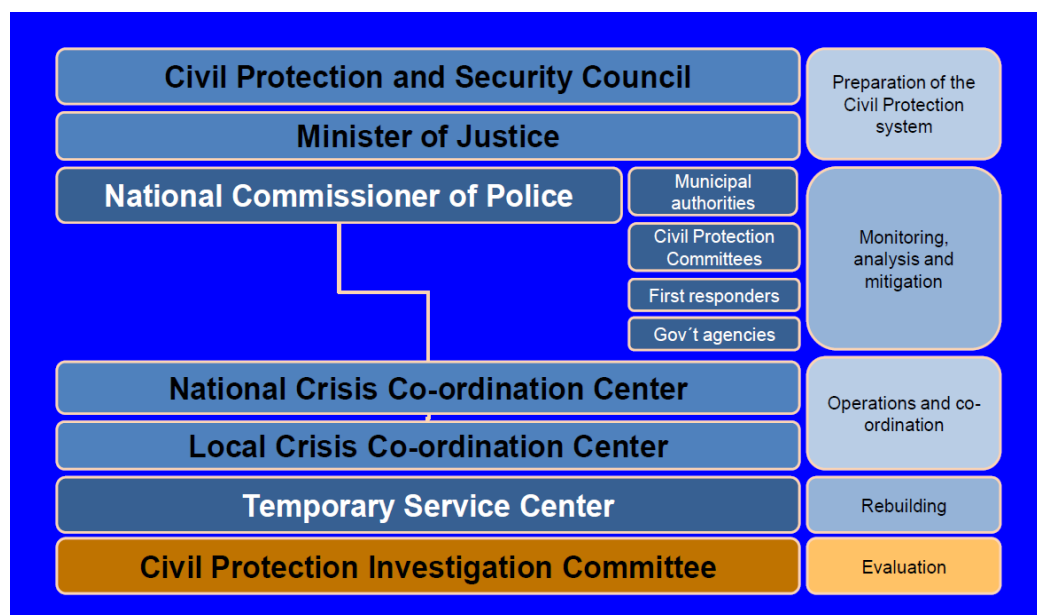 Civil Protection and Security Council
Preparation of the
Civil Protection
system
Minister of Justice
National Commissioner of Police
Municipal
authorities
Civil Protection
Committees
First responders
Gov´t agencies
Monitoring,
analysis and
mitigation
National Crisis Co-ordination Center
Operations and co-
ordination
Local Crisis Co-ordination Center
Temporary Service Center
Rebuilding
Civil Protection Investigation Committee
Evaluation